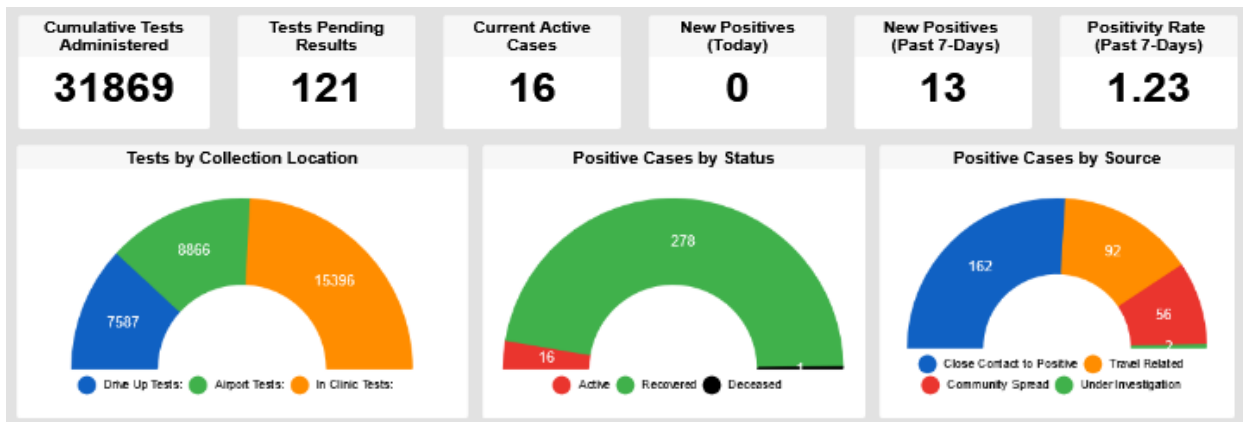 Cumulative Tests
Administered
31869
Tests Pending
Results
121
Current Active
Cases
16
New Positives
(Today)
0
New Positives
(Past 7-Days)
13
Positivity Rate
(Past 7-Days)
1.23
Tests by Collection Location
7587
8866
15396
Drive Up Tests: Airport Tests: In Clinic Tests:
Positive Cases by Status
16
278
1
Active Recovered Deceased
Positive Cases by Source
162
92
56
2
Close Contact to Positive Travel Related
Community Spread Under Investigation